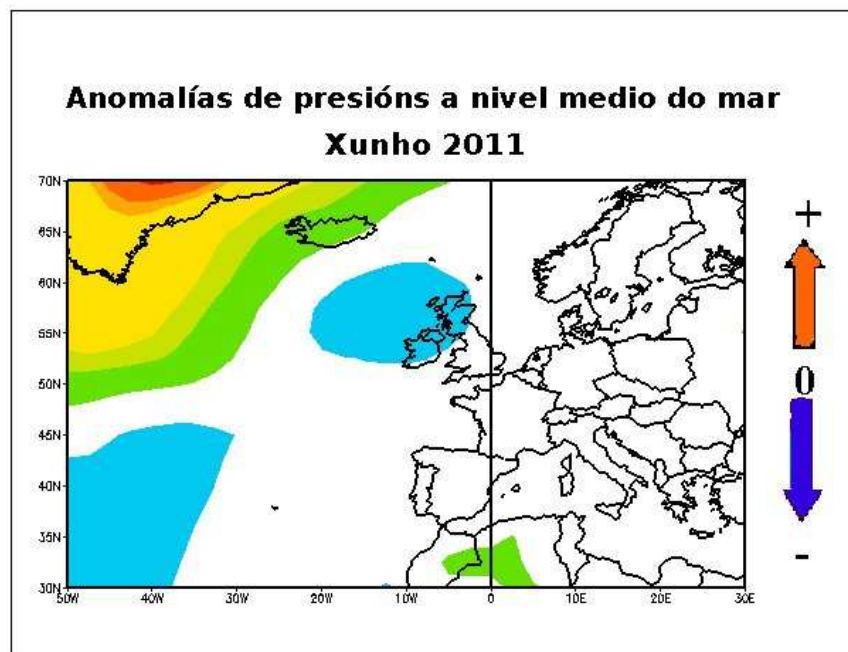 Anomalías de presións a nivel medio do mar
Xunho 2011
70N
65N
60N
55N
50N
45N
40N
35N
30N
50W 40W 30W 20W 10W 0 10E 20E 30E
+
0
-